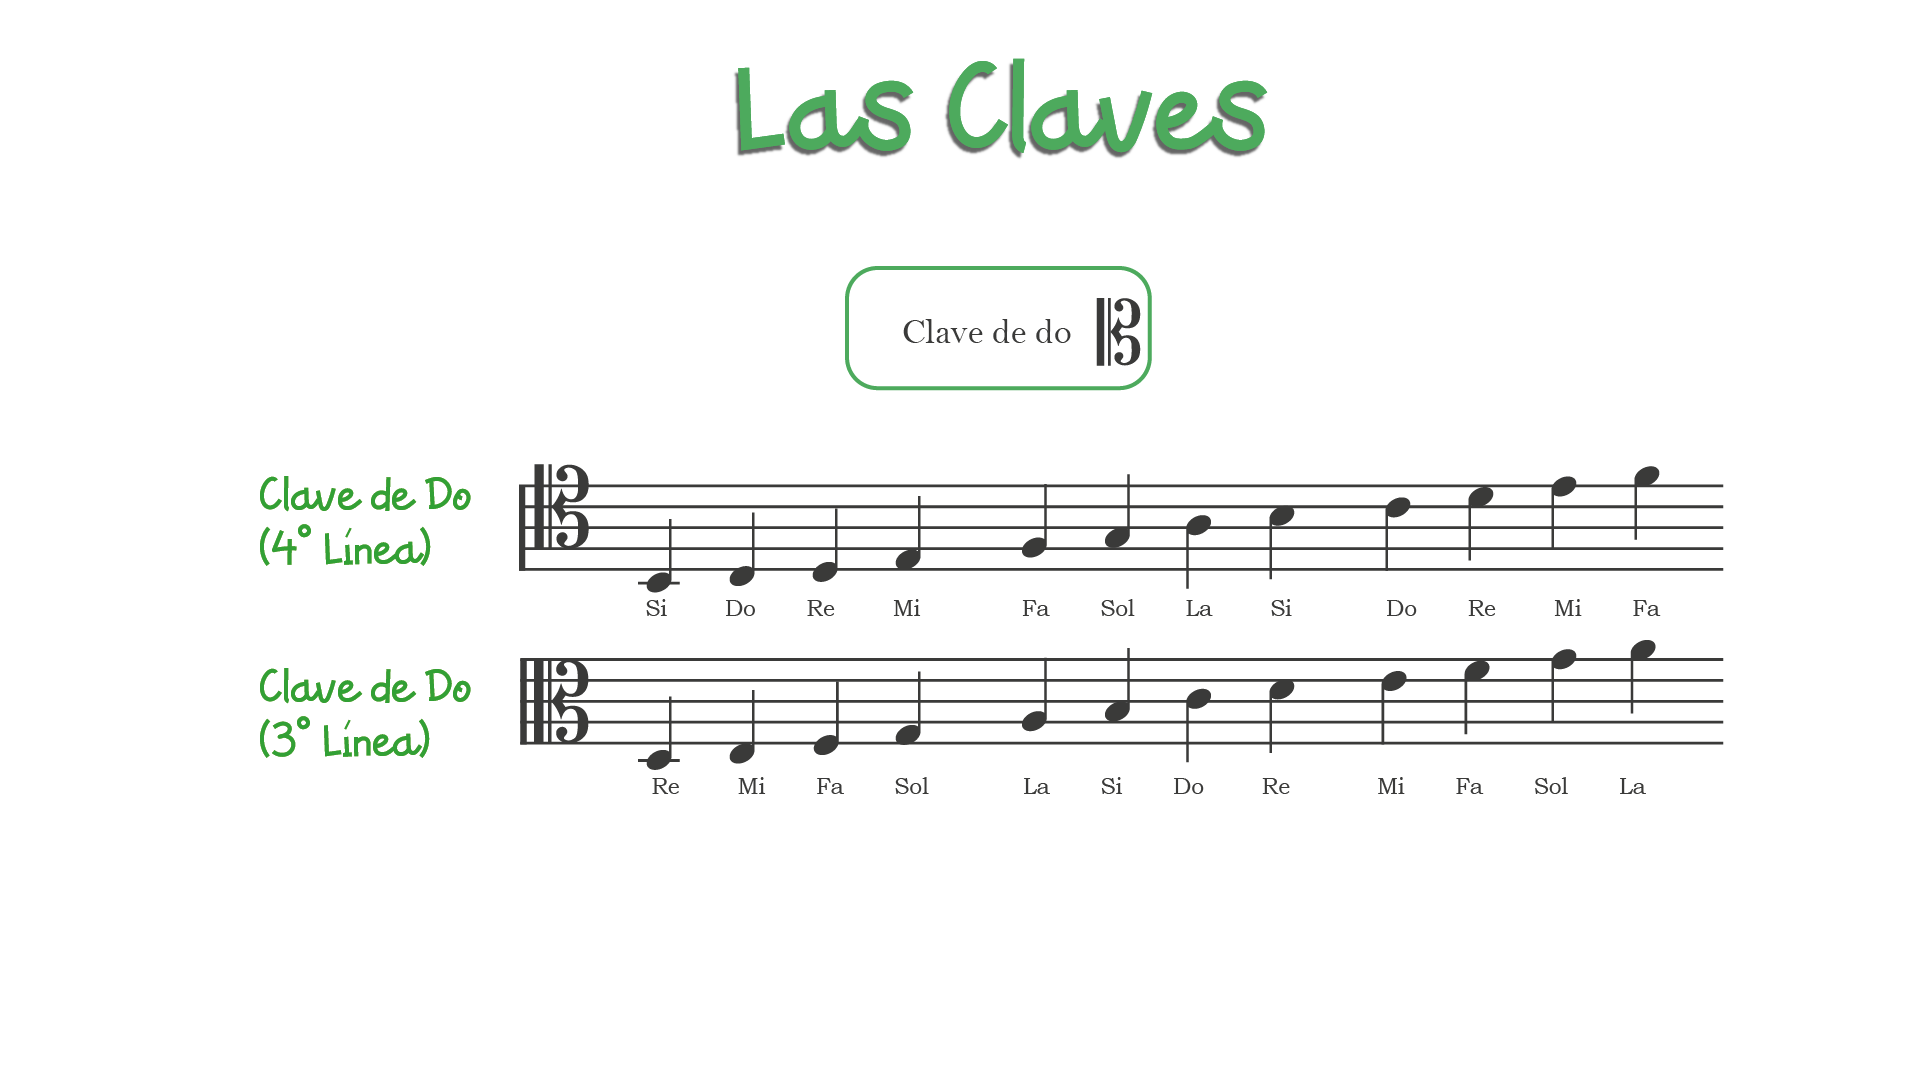 Las Claves
Clave de do
Clave de Do
(4° Línea)
Si Do Re Mi Fa Sol La Si Do Re Mi Fa
Clave de Do
(3° Línea)
Re Mi Fa Sol La Si Do Re Mi Fa Sol La